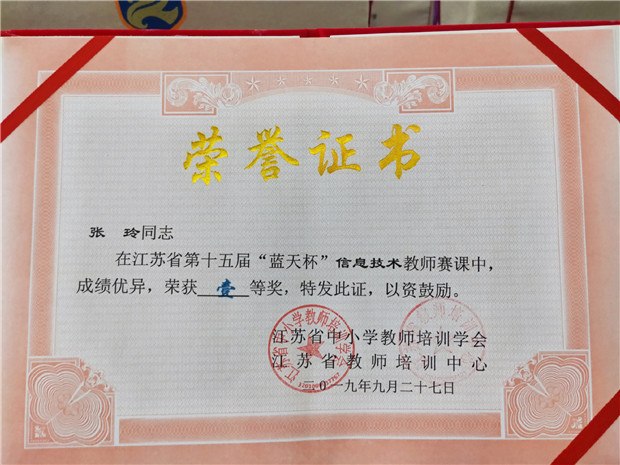 荣誉证书
张 玲同志
在江苏省第十五届“蓝天杯”信息技术教师赛课中，
成绩优异，荣获 壹 等奖，特发此证，以资鼓励。
江苏省中小学教师培训学会
江苏省教师培训中心
0一九年九月二十七日